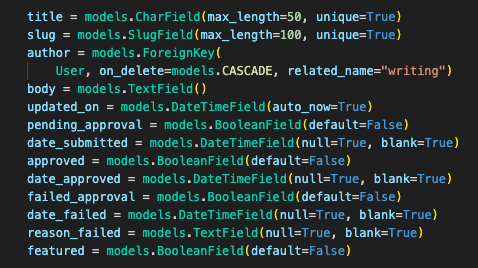 title = models.CharField(max_length=50, unique=True)
slug = models.SlugField(max_length=100, unique=True)
author = models.ForeignKey(
    User, on_delete=models.CASCADE, related_name="writing")
body = models.TextField()
updated_on = models.DateTimeField(auto_now=True)
pending_approval = models.BooleanField(default=False)
date_submitted = models.DateTimeField(null=True, blank=True)
approved = models.BooleanField(default=False)
date_approved = models.DateTimeField(null=True, blank=True)
failed_approval = models.BooleanField(default=False)
date_failed = models.DateTimeField(null=True, blank=True)
reason_failed = models.TextField(null=True, blank=True)
featured = models.BooleanField(default=False)